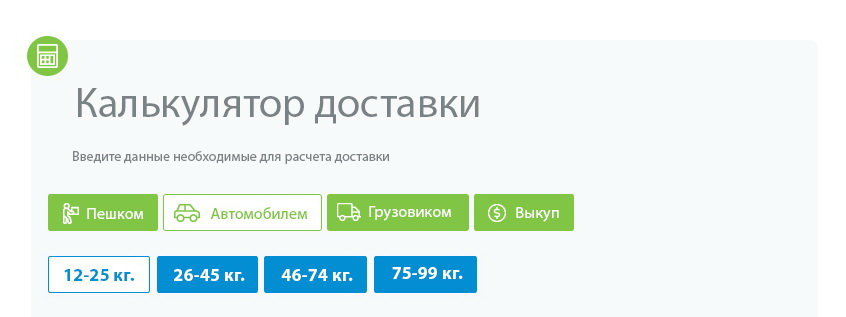 Калькулятор доставки
Введите данные необходимые для расчета доставки
Пешком Автомобилем Грузовиком Выкуп
12-25 кг. 26-45 кг. 46-74 кг. 75-99 кг.